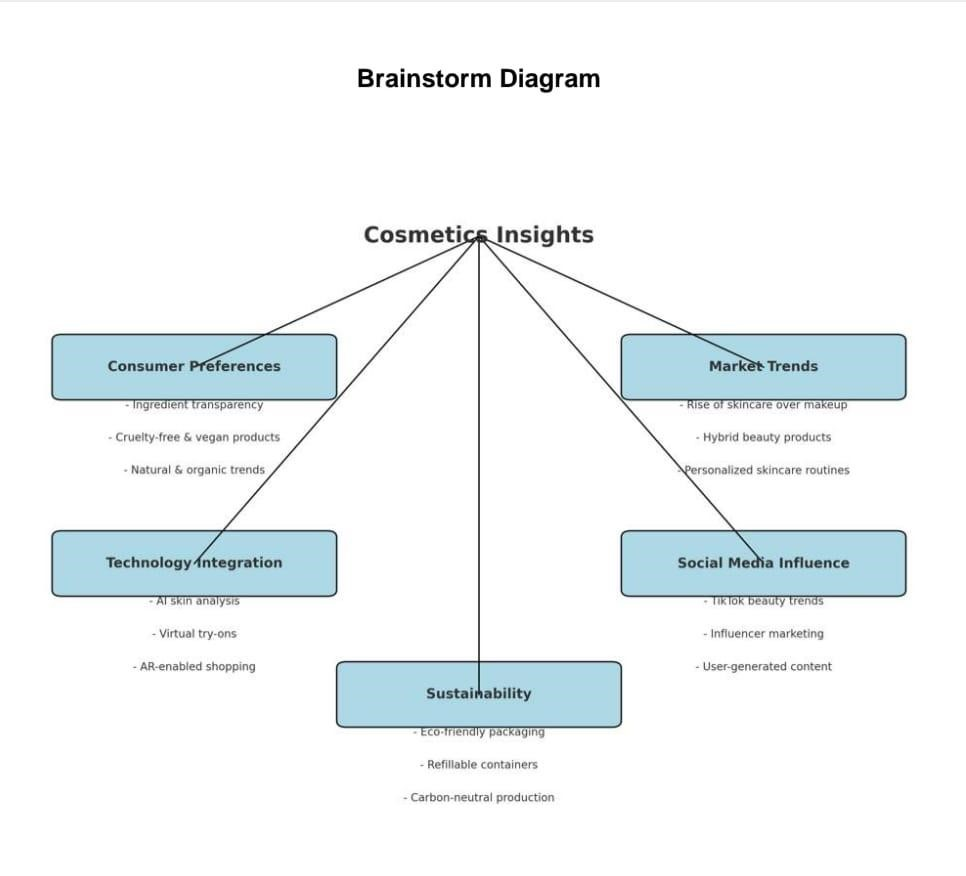 Brainstorm Diagram
Cosmetics Insights
Consumer Preferences
- Ingredient transparency
- Cruelty-free & vegan products
- Natural & organic trends
Market Trends
- Rise of skincare over makeup
- Hybrid beauty products
- Personalized skincare routines
Technology Integration
- AI skin analysis
- Virtual try-ons
- AR-enabled shopping
Social Media Influence
- TikTok beauty trends
- Influencer marketing
- User-generated content
Sustainability
- Eco-friendly packaging
- Refillable containers
- Carbon-neutral production